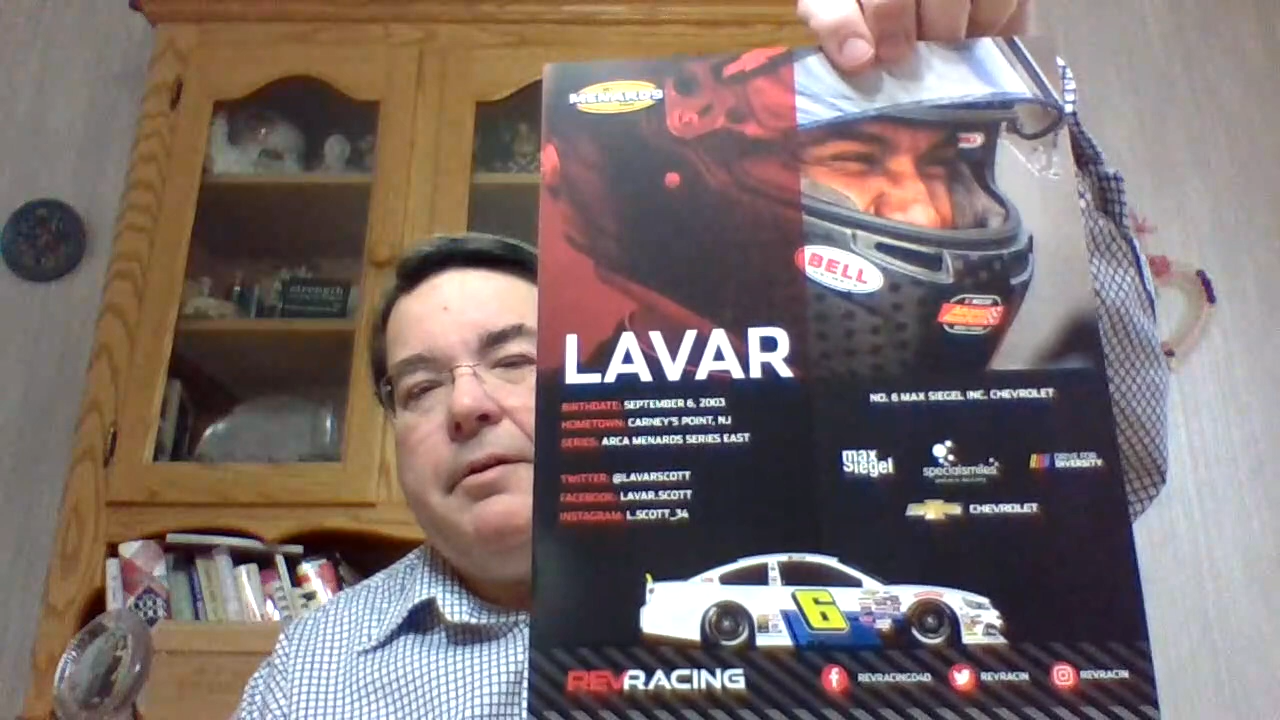 MENARDS
BELL
LAVAR
BIRTHDATE: SEPTEMBER 6, 2003
HOMETOWN: CARNEY'S POINT, NJ
SERIES: ARCA MENARDS SERIES EAST
TWITTER: @LAVARSCOTT
FACEBOOK: LAVAR.SCOTT
INSTAGRAM: L.SCOTT_34
NO. 6 MAX SIEGEL INC. CHEVROLET
max siegel
specialsmiles
DRIVE FOR DIVERSITY
CHEVROLET
6
REVRACING
REVRACINGD4D
REVRACIN
REVRACIN
strength